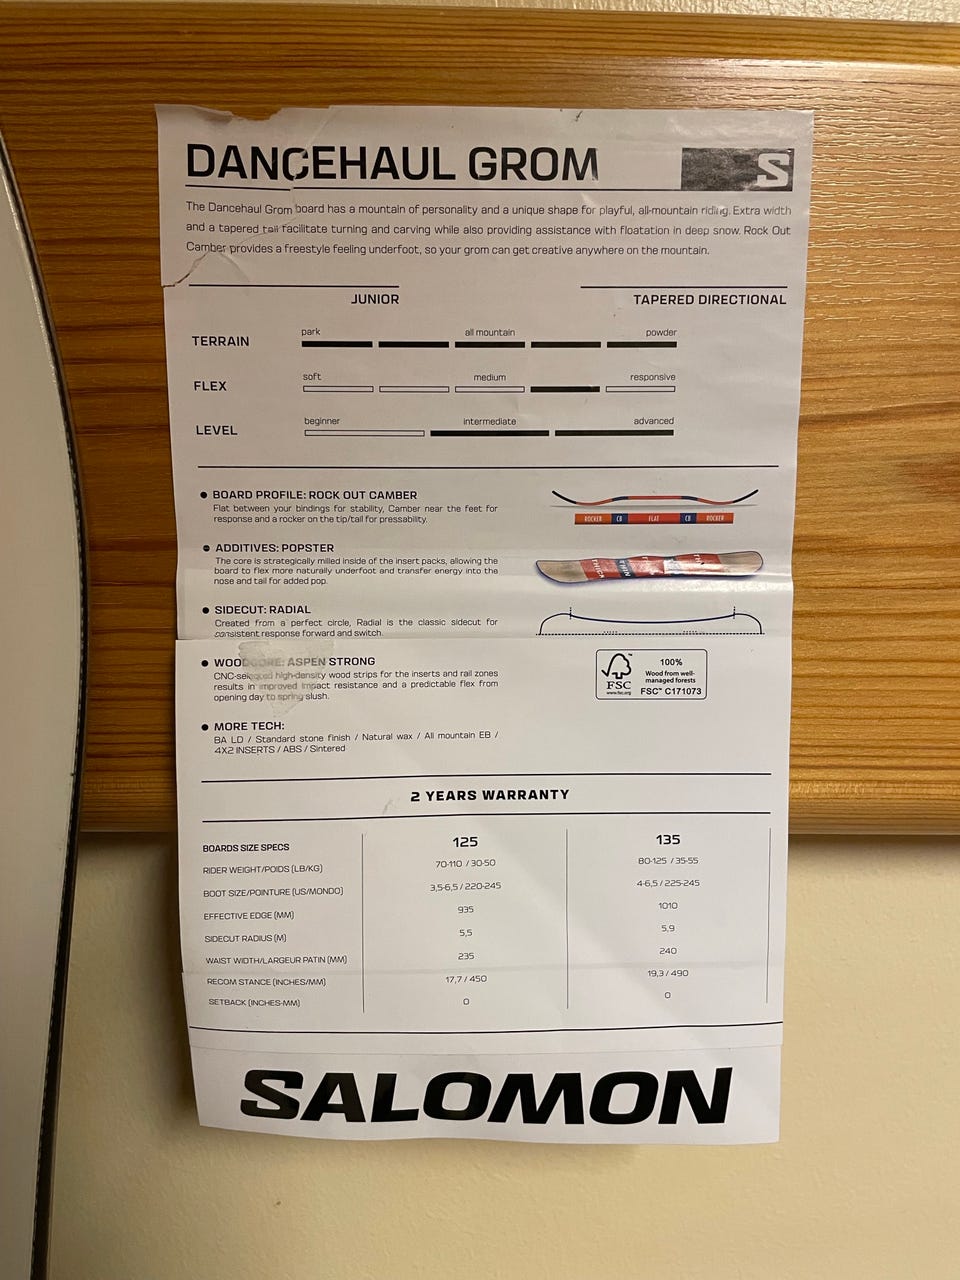 DANCEHAUL GROM
S
The Dancehaul Grom board has a mountain of personality and a unique shape for playful, all-mountain riding. Extra width
and a tapered tail facilitate turning and carving while also providing assistance with floatation in deep snow. Rock Out
Camber provides a freestyle feeling underfoot, so your grom can get creative anywhere on the mountain.
JUNIOR
TAPERED DIRECTIONAL
TERRAIN park all mountain powder
FLEX soft medium responsive
LEVEL beginner intermediate advanced
BOARD PROFILE: ROCK OUT CAMBER
Flat between your bindings for stability, Camber near the feet for
response and a rocker on the tip/tail for pressability.
ROCKER CB FLAT CB ROCKER
ADDITIVES: POPSTER
The core is strategically milled inside of the insert packs, allowing the
board to flex more naturally underfoot and transfer energy into the
nose and tail for added pop.
SIDECUT: RADIAL
Created from a perfect circle, Radial is the classic sidecut for
consistent response forward and switch.
WOODCORE: ASPEN STRONG
CNC-selected high-density wood strips for the inserts and rail zones
results in improved impact resistance and a predictable flex from
opening day to spring slush.
FSC
www.fsc.org
100%
Wood from well-
managed forests
FSC™ C171073
MORE TECH:
BA LD / Standard stone finish / Natural wax / All mountain EB /
4X2 INSERTS / ABS / Sintered
2 YEARS WARRANTY
BOARDS SIZE SPECS 125 135
RIDER WEIGHT/POIDS (LB/KG) 70-110 / 30-50 80-125 / 35-55
BOOT SIZE/POINTURE (US/MONDO) 3,5-6,5 / 220-245 4-6,5 / 225-245
EFFECTIVE EDGE (MM) 935 1010
SIDECUT RADIUS (M) 5,5 5,9
WAIST WIDTH/LARGEUR PATIN (MM) 235 240
RECOM STANCE (INCHES/MM) 17,7 / 450 19,3 / 490
SETBACK (INCHES-MM) 0 0
SALOMON